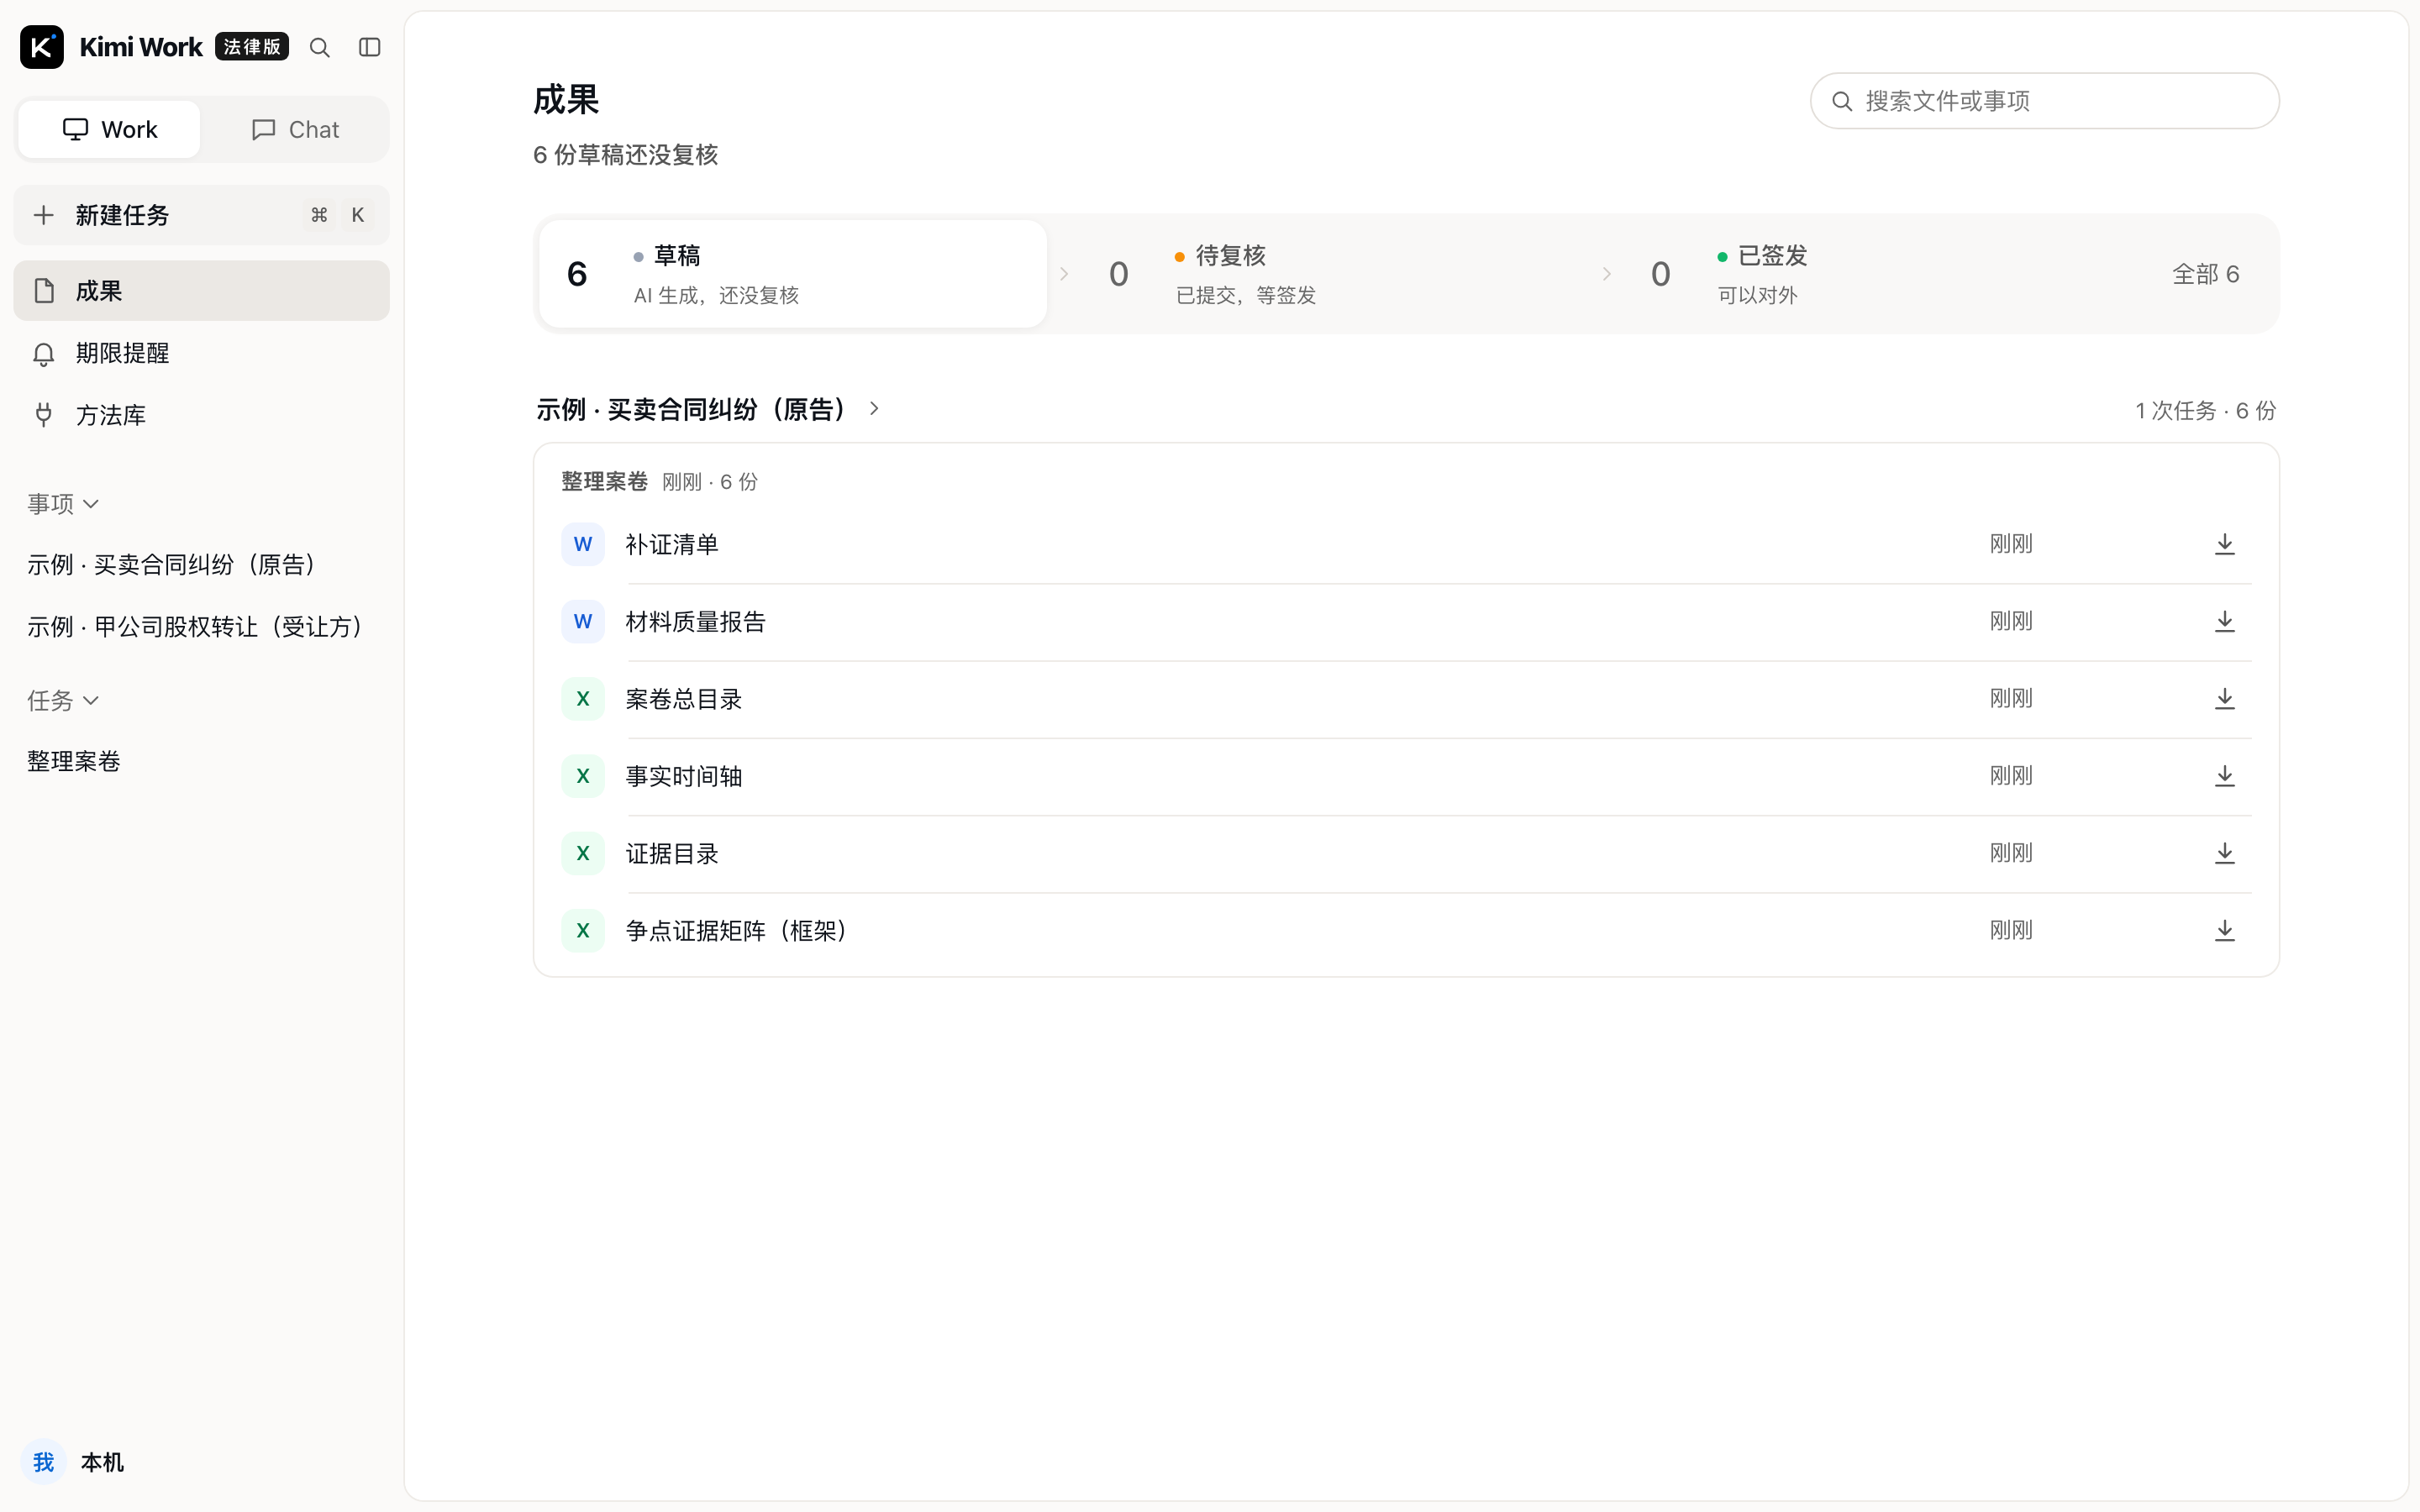 Kimi Work 法律版
Work
Chat
新建任务 ⌘ K
成果
期限提醒
方法库
事项
示例 · 买卖合同纠纷（原告）
示例 · 甲公司股权转让（受让方）
任务
整理案卷
我 本机
成果
搜索文件或事项
6 份草稿还没复核
6 草稿
AI 生成，还没复核
0 待复核
已提交，等签发
0 已签发
可以对外
全部 6
示例 · 买卖合同纠纷（原告）
1 次任务 · 6 份
整理案卷 刚刚 · 6 份
W 补证清单 刚刚
W 材料质量报告 刚刚
X 案卷总目录 刚刚
X 事实时间轴 刚刚
X 证据目录 刚刚
X 争点证据矩阵（框架） 刚刚